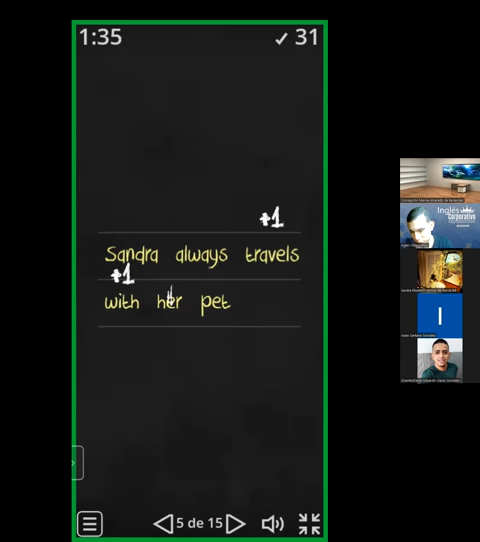 1:35
✓ 31
+1
Sandra always travels
+1
with her pet
5 de 15
Inglés
Corporativo
I